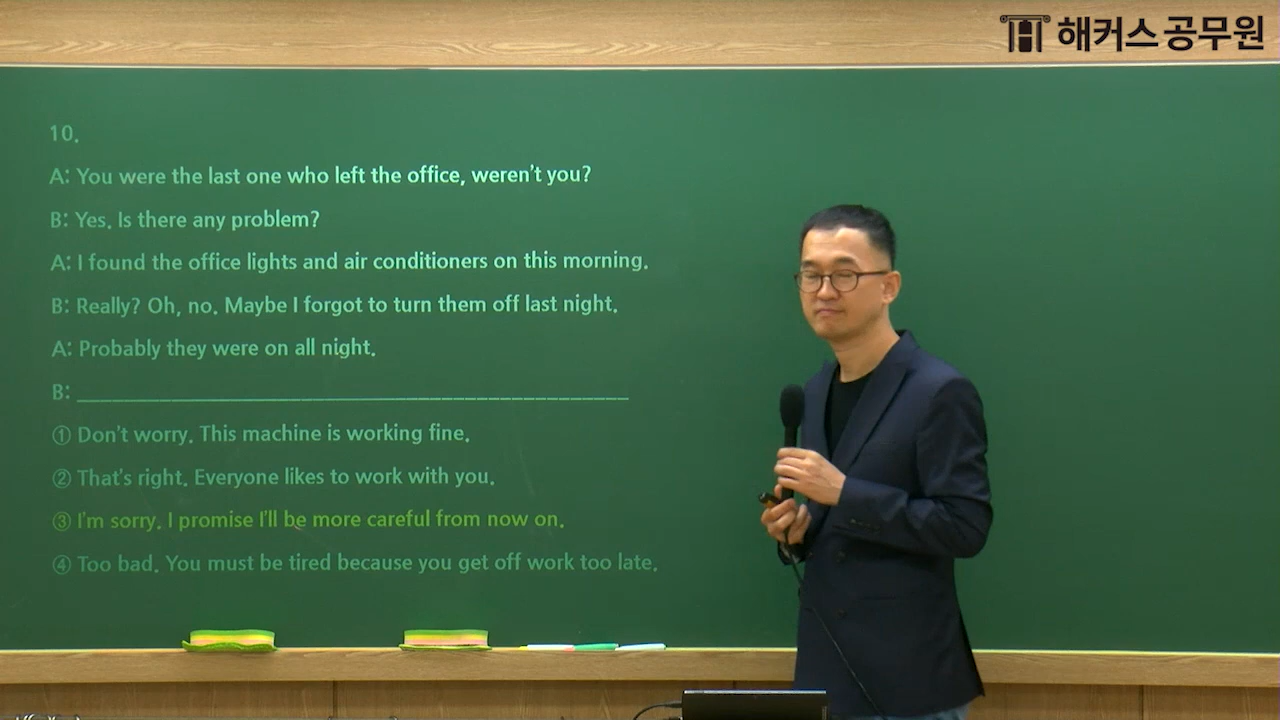 해커스공무원
10.
A: You were the last one who left the office, weren't you?
B: Yes. Is there any problem?
A: I found the office lights and air conditioners on this morning.
B: Really? Oh, no. Maybe I forgot to turn them off last night.
A: Probably they were on all night.
B: ________________________________________________
① Don't worry. This machine is working fine.
② That's right. Everyone likes to work with you.
③ I'm sorry. I promise I'll be more careful from now on.
④ Too bad. You must be tired because you get off work too late.